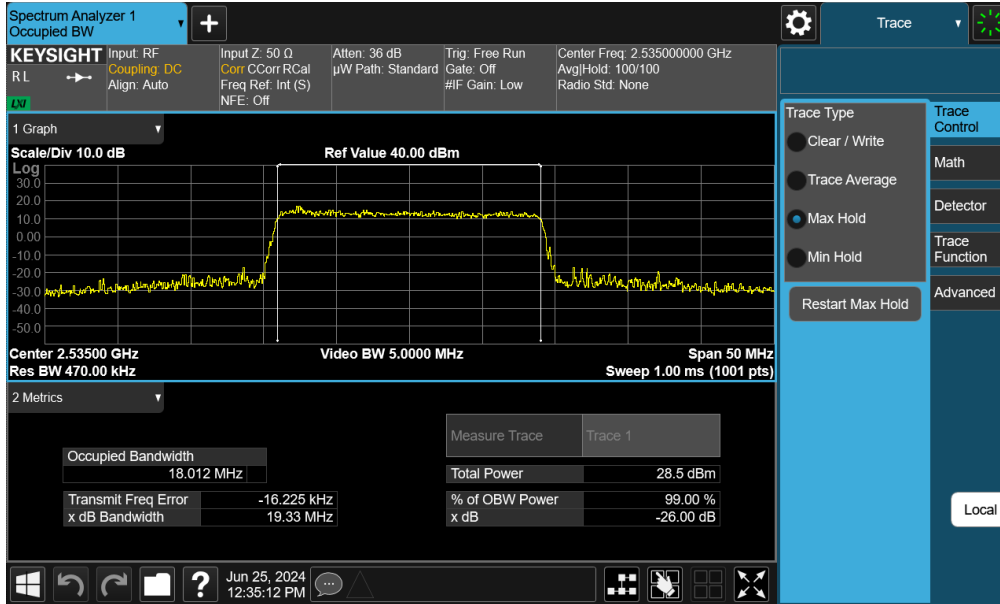 Spectrum Analyzer 1
Occupied BW
Trace
KEYSIGHT
R L
LXI
Input: RF
Coupling: DC
Align: Auto
Input Z: 50 Ω
Corr CCorr RCal
Freq Ref: Int (S)
NFE: Off
Atten: 36 dB
µW Path: Standard
Trig: Free Run
Gate: Off
#IF Gain: Low
Center Freq: 2.535000000 GHz
Avg|Hold: 100/100
Radio Std: None
1 Graph
Scale/Div 10.0 dB
Ref Value 40.00 dBm
Log
30.0
20.0
10.0
0.00
-10.0
-20.0
-30.0
-40.0
-50.0
Center 2.53500 GHz
Video BW 5.0000 MHz
Span 50 MHz
Res BW 470.00 kHz
Sweep 1.00 ms (1001 pts)
2 Metrics
Measure Trace
Trace 1
Occupied Bandwidth
18.012 MHz
Total Power
28.5 dBm
Transmit Freq Error
-16.225 kHz
% of OBW Power
99.00 %
x dB Bandwidth
19.33 MHz
x dB
-26.00 dB
Trace Type
Clear / Write
Trace Average
Max Hold
Min Hold
Restart Max Hold
Trace
Control
Math
Detector
Trace
Function
Advanced
Local
?
Jun 25, 2024
12:35:12 PM